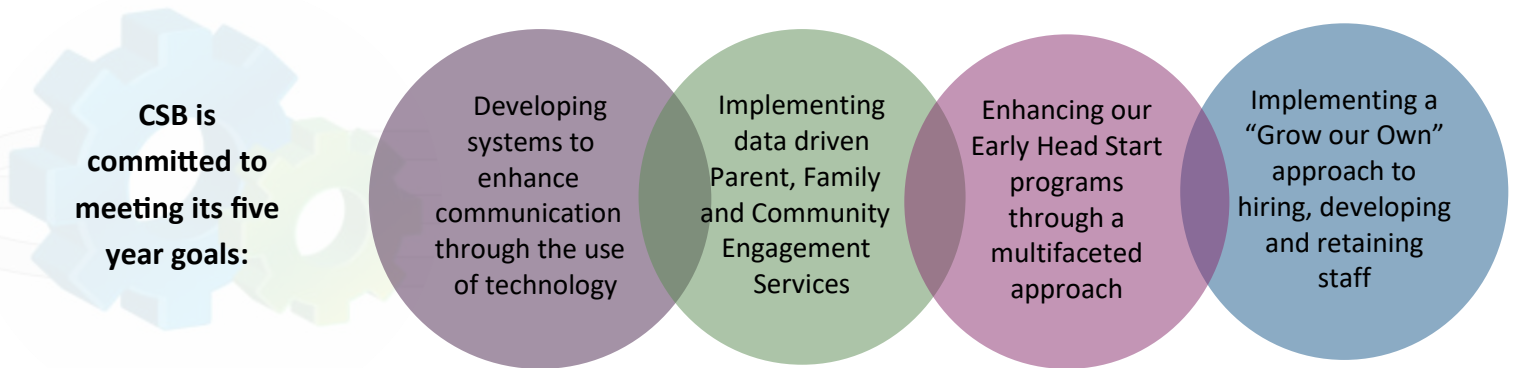 CSB is
committed to
meeting its five
year goals:
Developing
systems to
enhance
communication
through the use
of technology
Implementing
data driven
Parent, Family
and Community
Engagement
Services
Enhancing our
Early Head Start
programs
through a
multifaceted
approach
Implementing a
“Grow our Own”
approach to
hiring, developing
and retaining
staff